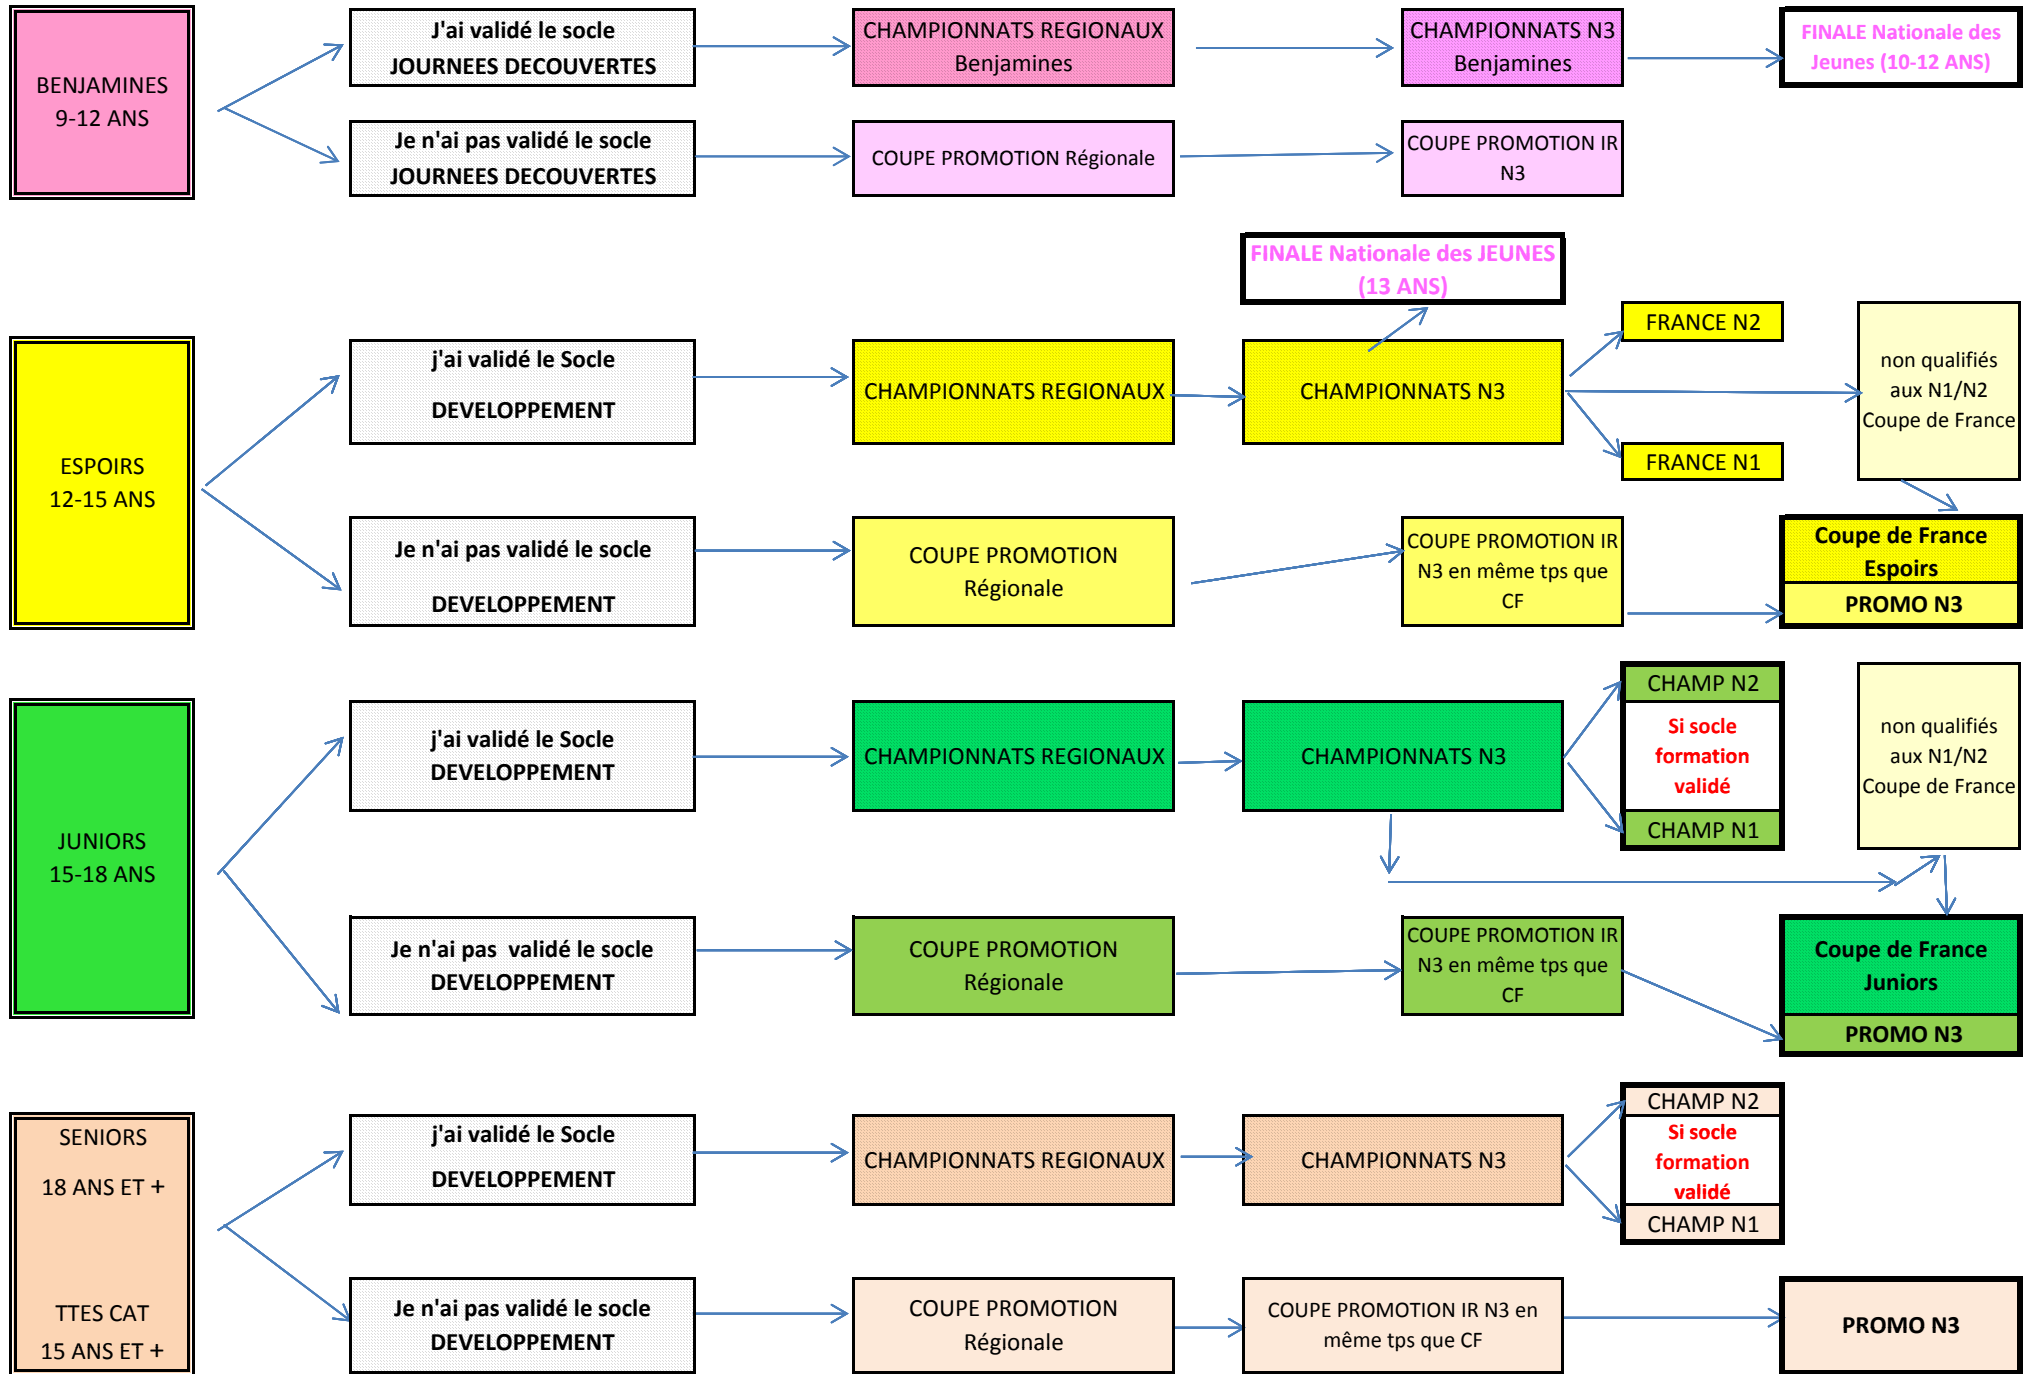 BENJAMINES
9-12 ANS
J'ai validé le socle
JOURNEES DECOUVERTES
CHAMPIONNATS REGIONAUX
Benjamines
CHAMPIONNATS N3
Benjamines
FINALE Nationale des
Jeunes (10-12 ANS)
Je n'ai pas validé le socle
JOURNEES DECOUVERTES
COUPE PROMOTION Régionale
COUPE PROMOTION IR
N3
FINALE Nationale des JEUNES
(13 ANS)
ESPOIRS
12-15 ANS
j'ai validé le Socle
DEVELOPPEMENT
CHAMPIONNATS REGIONAUX
CHAMPIONNATS N3
FRANCE N2
FRANCE N1
non qualifiés
aux N1/N2
Coupe de France
Je n'ai pas validé le socle
DEVELOPPEMENT
COUPE PROMOTION
Régionale
COUPE PROMOTION IR
N3 en même tps que
CF
Coupe de France
Espoirs
PROMO N3
JUNIORS
15-18 ANS
j'ai validé le Socle
DEVELOPPEMENT
CHAMPIONNATS REGIONAUX
CHAMPIONNATS N3
CHAMP N2
Si socle
formation
validé
CHAMP N1
non qualifiés
aux N1/N2
Coupe de France
Je n'ai pas  validé le socle
DEVELOPPEMENT
COUPE PROMOTION
Régionale
COUPE PROMOTION IR
N3 en même tps que
CF
Coupe de France
Juniors
PROMO N3
SENIORS
18 ANS ET +
TTES CAT
15 ANS ET +
j'ai validé le Socle
DEVELOPPEMENT
CHAMPIONNATS REGIONAUX
CHAMPIONNATS N3
CHAMP N2
Si socle
formation
validé
CHAMP N1
Je n'ai pas validé le socle
DEVELOPPEMENT
COUPE PROMOTION
Régionale
COUPE PROMOTION IR N3 en
même tps que CF
PROMO N3